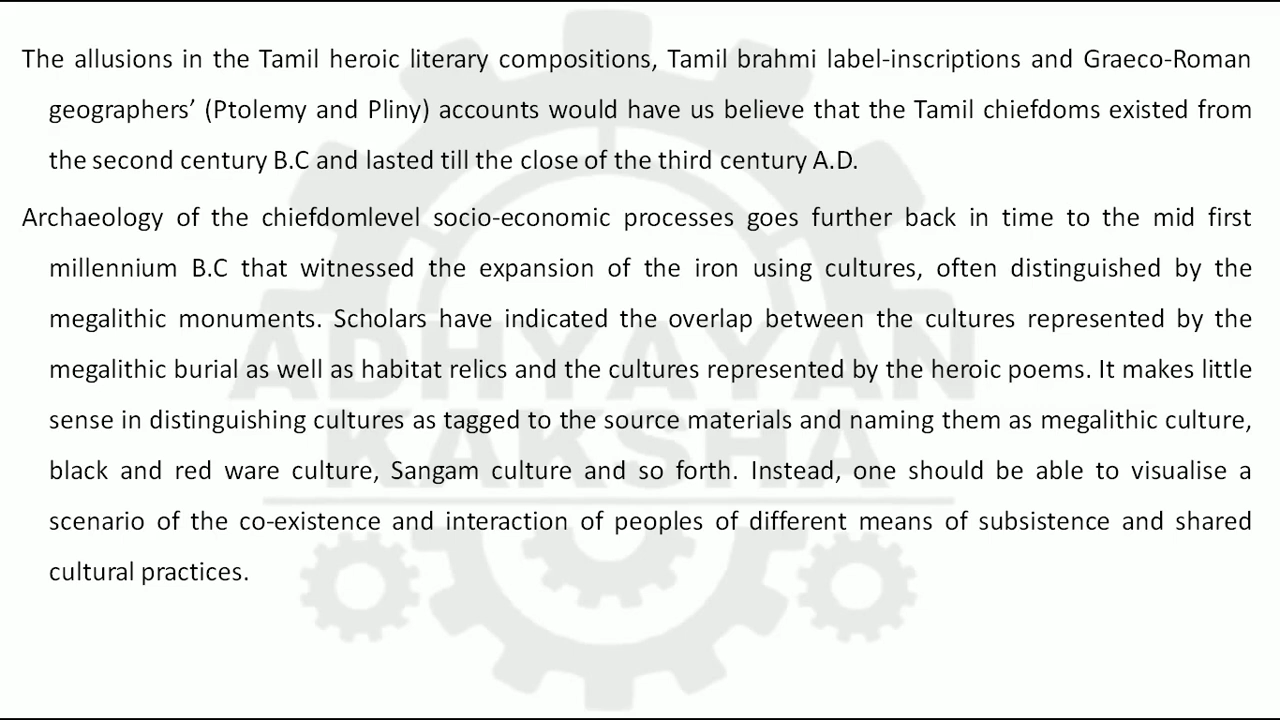 The allusions in the Tamil heroic literary compositions, Tamil brahmi label-inscriptions and Graeco-Roman
geographers’ (Ptolemy and Pliny) accounts would have us believe that the Tamil chiefdoms existed from
the second century B.C and lasted till the close of the third century A.D.
Archaeology of the chiefdomlevel socio-economic processes goes further back in time to the mid first
millennium B.C that witnessed the expansion of the iron using cultures, often distinguished by the
megalithic monuments. Scholars have indicated the overlap between the cultures represented by the
megalithic burial as well as habitat relics and the cultures represented by the heroic poems. It makes little
sense in distinguishing cultures as tagged to the source materials and naming them as megalithic culture,
black and red ware culture, Sangam culture and so forth. Instead, one should be able to visualise a
scenario of the co-existence and interaction of peoples of different means of subsistence and shared
cultural practices.
ADHYAYAN
KAKSHA